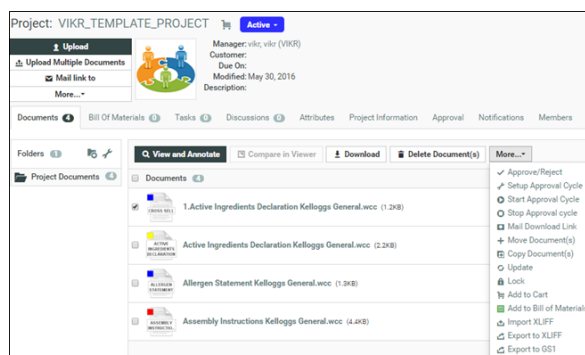 Project: VIKR_TEMPLATE_PROJECT Active
Upload
Upload Multiple Documents
Mail link to
More...
Manager: vikr, vikr (VIKR)
Customer:
Due On:
Modified: May 30, 2016
Description:
Documents 4 Bill Of Materials 0 Tasks 0 Discussions 0 Attributes Project Information Approval Notifications Members
Folders 1
Project Documents 4
View and Annotate Compare in Viewer Download Delete Document(s) More...
Documents 4
CROSS SELL
1.Active Ingredients Declaration Kelloggs General.wcc (1.2KB)
ACTIVE
INGREDIENTS
DECLARATION
Active Ingredients Declaration Kelloggs General.wcc (2.2KB)
ALLERGEN
STATEMENT
Allergen Statement Kelloggs General.wcc (1.3KB)
ASSEMBLY
INSTRUCTI...
Assembly Instructions Kelloggs General.wcc (4.4KB)
Approve/Reject
Setup Approval Cycle
Start Approval Cycle
Stop Approval cycle
Mail Download Link
Move Document(s)
Copy Document(s)
Update
Lock
Add to Cart
Add to Bill of Material
Import XLIFF
Export to XLIFF
Export to GS1